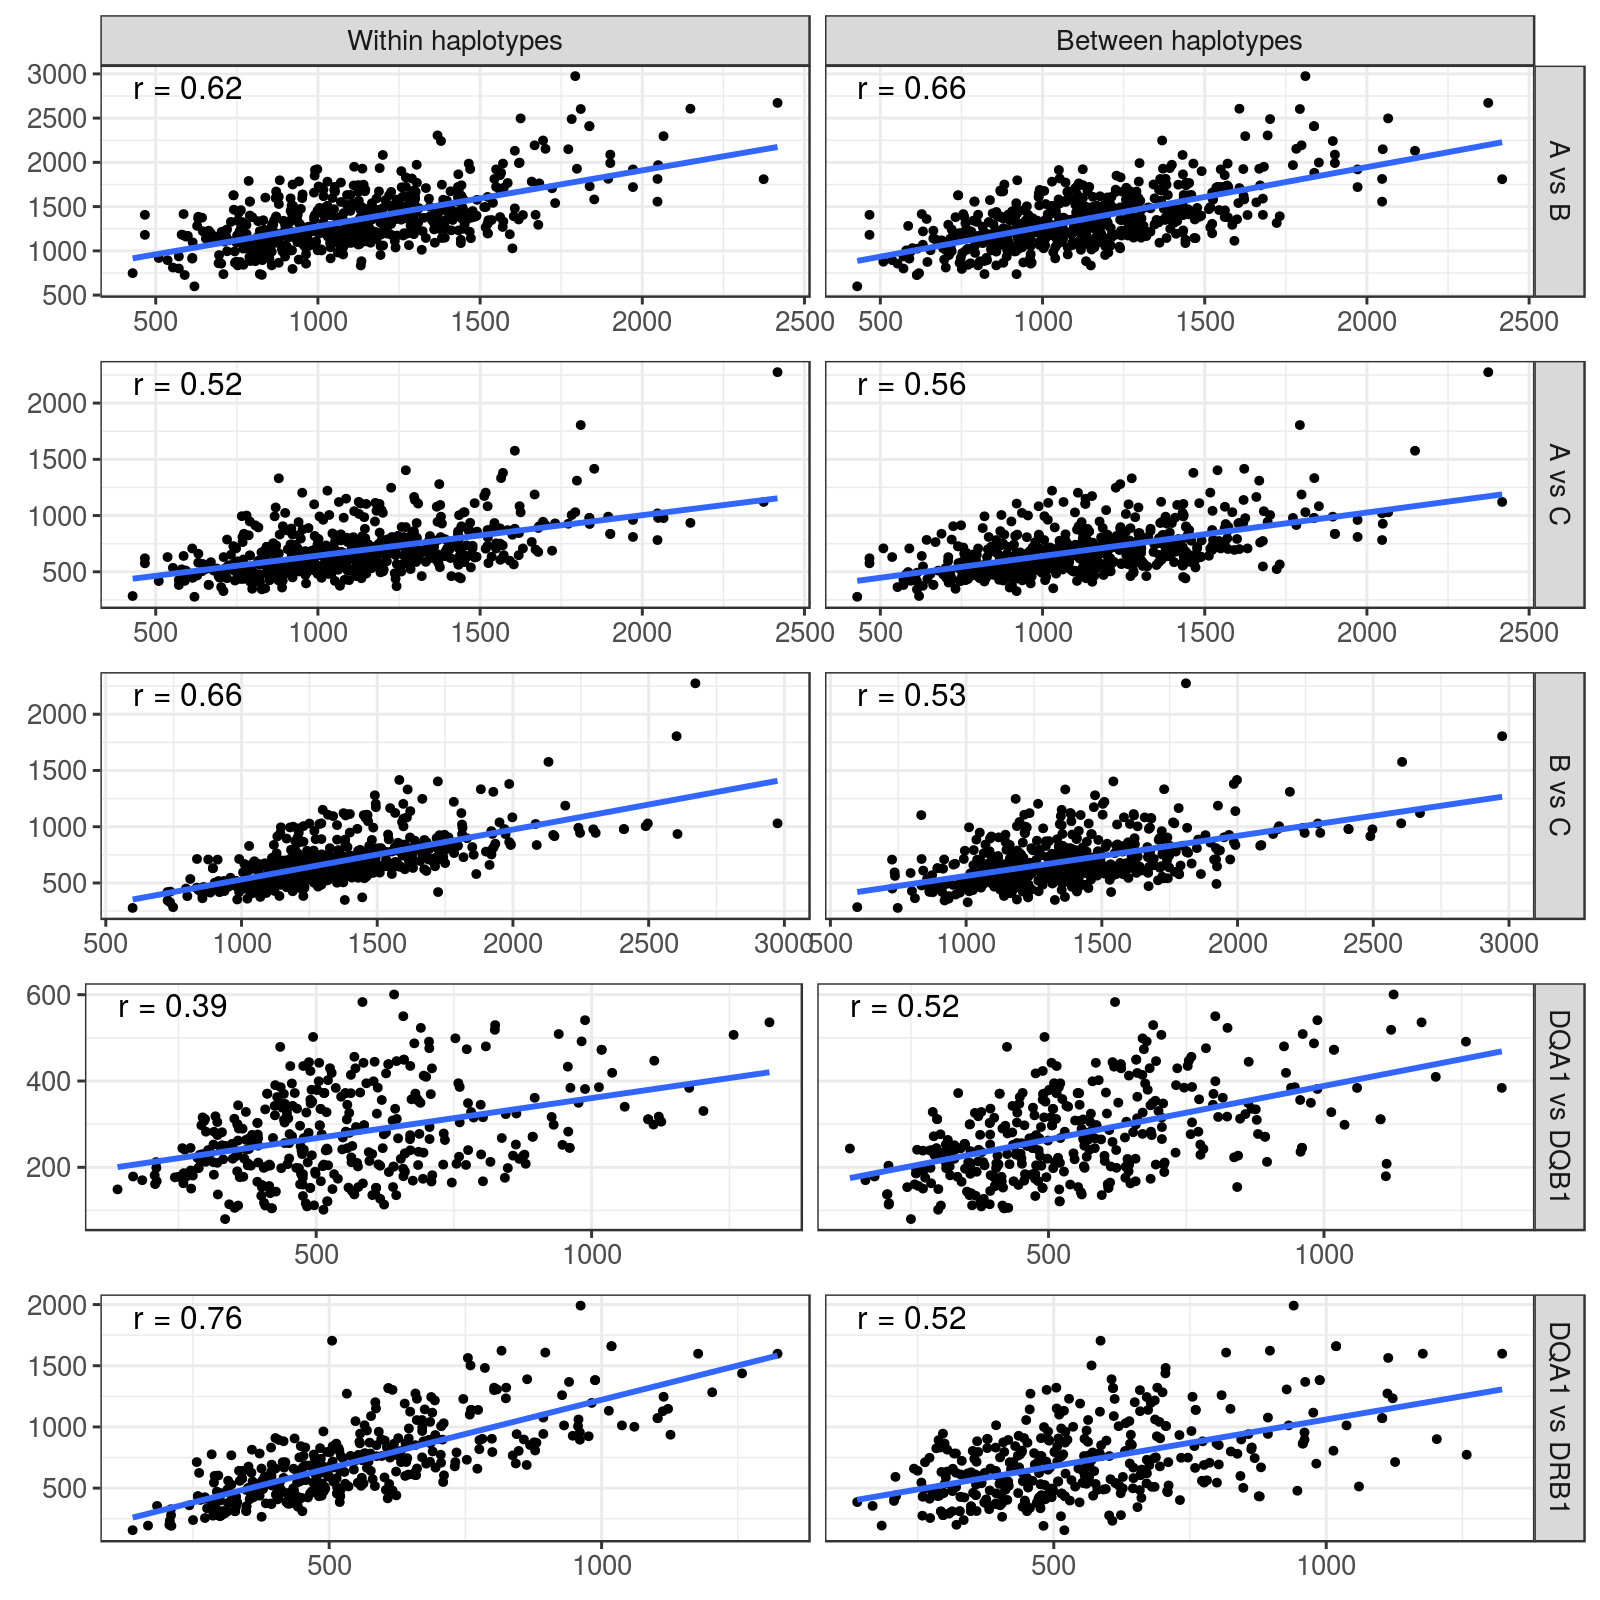 Within haplotypes Between haplotypes
r = 0.62 r = 0.66 A vs B
3000
2500
2000
1500
1000
500
500 1000 1500 2000 2500 500 1000 1500 2000 2500
r = 0.52 r = 0.56 A vs C
2000
1500
1000
500
500 1000 1500 2000 2500 500 1000 1500 2000 2500
r = 0.66 r = 0.53 B vs C
2000
1500
1000
500
500 1000 1500 2000 2500 3000 500 1000 1500 2000 2500 3000
r = 0.39 r = 0.52 DQA1 vs DQB1
600
400
200
500 1000 500 1000
r = 0.76 r = 0.52 DQA1 vs DRB1
2000
1500
1000
500
500 1000 500 1000